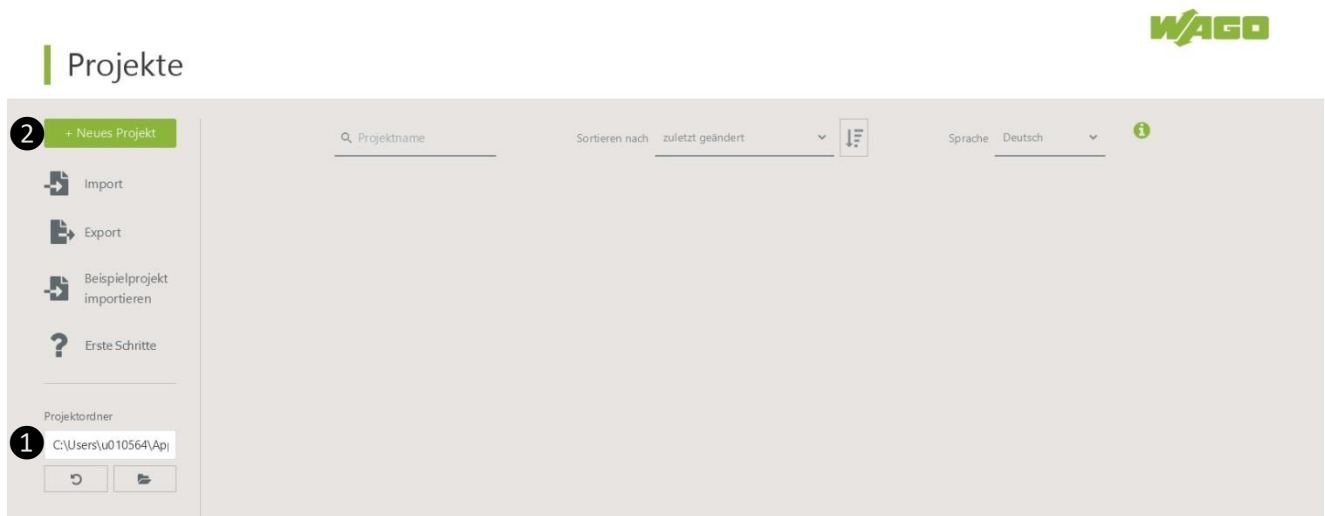 WAGO
Projekte
2 + Neues Projekt
Projektname
Sortieren nach zuletzt geändert
Sprache Deutsch
Import
Export
Beispielprojekt
importieren
Erste Schritte
Projektordner
1 C:\Users\u010564\Ap